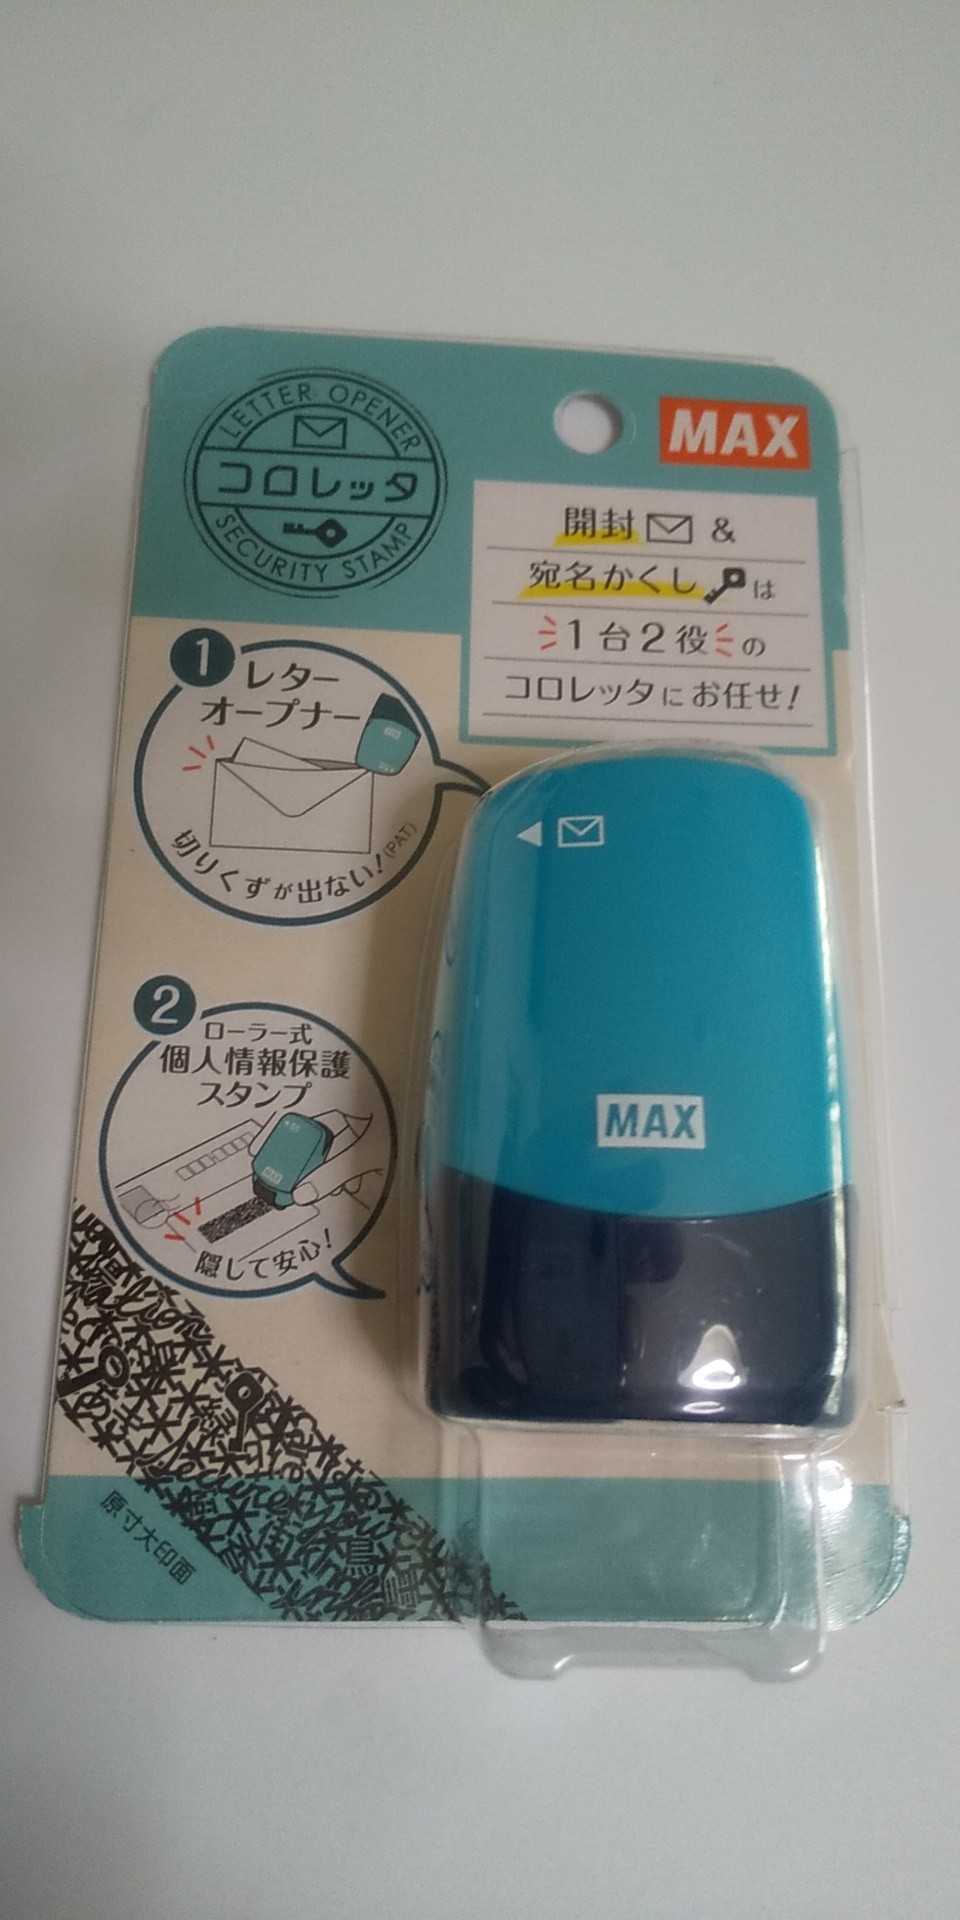 LETTER OPENER
コロレッタ
SECURITY STAMP
MAX
開封 &
宛名かくし は
1台2役の
コロレッタにお任せ!
1
レター
オープナー
切りくずが出ない!(PAT)
2
ローラー式
個人情報保護
スタンプ
隠して安心!
MAX
原寸大印面